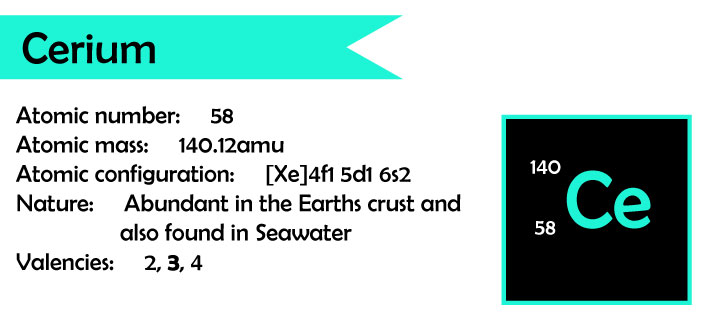 Cerium
Atomic number: 58
Atomic mass: 140.12amu
Atomic configuration: [Xe]4f1 5d1 6s2
Nature: Abundant in the Earths crust and
also found in Seawater
Valencies: 2, 3, 4
140
Ce
58